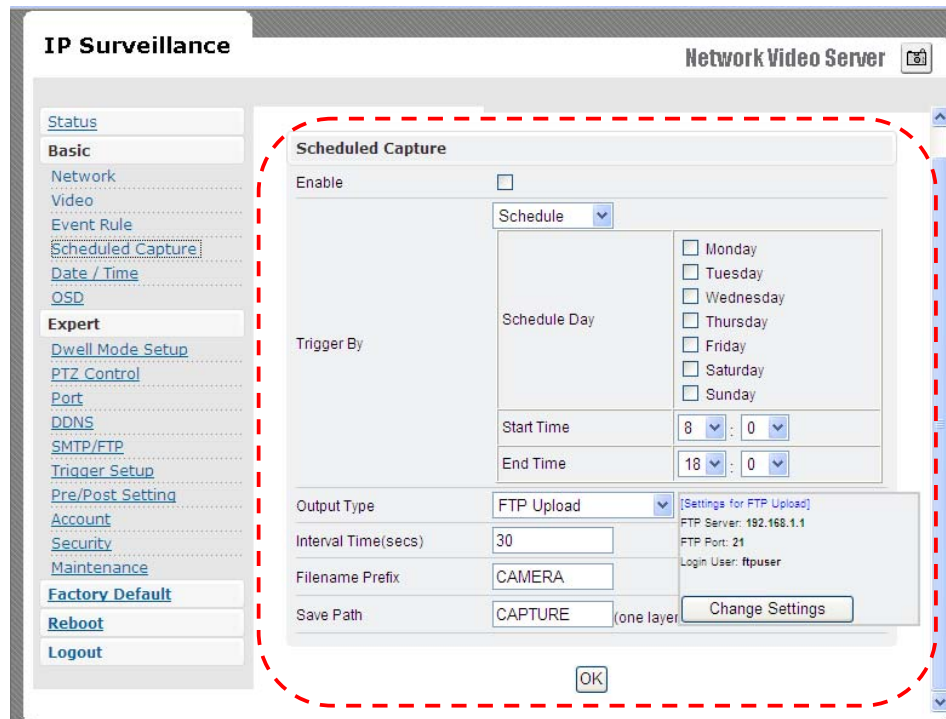 IP Surveillance
Network Video Server
Status
Basic
Network
Video
Event Rule
Scheduled Capture
Date / Time
OSD
Expert
Dwell Mode Setup
PTZ Control
Port
DDNS
SMTP/FTP
Trigger Setup
Pre/Post Setting
Account
Security
Maintenance
Factory Default
Reboot
Logout
Scheduled Capture
Enable
Trigger By
Schedule
Schedule Day
Monday
Tuesday
Wednesday
Thursday
Friday
Saturday
Sunday
Start Time 8 : 0
End Time 18 : 0
Output Type FTP Upload
Interval Time(secs) 30
Filename Prefix CAMERA
Save Path CAPTURE (one layer
[Settings for FTP Upload]
FTP Server: 192.168.1.1
FTP Port: 21
Login User: ftpuser
Change Settings
OK